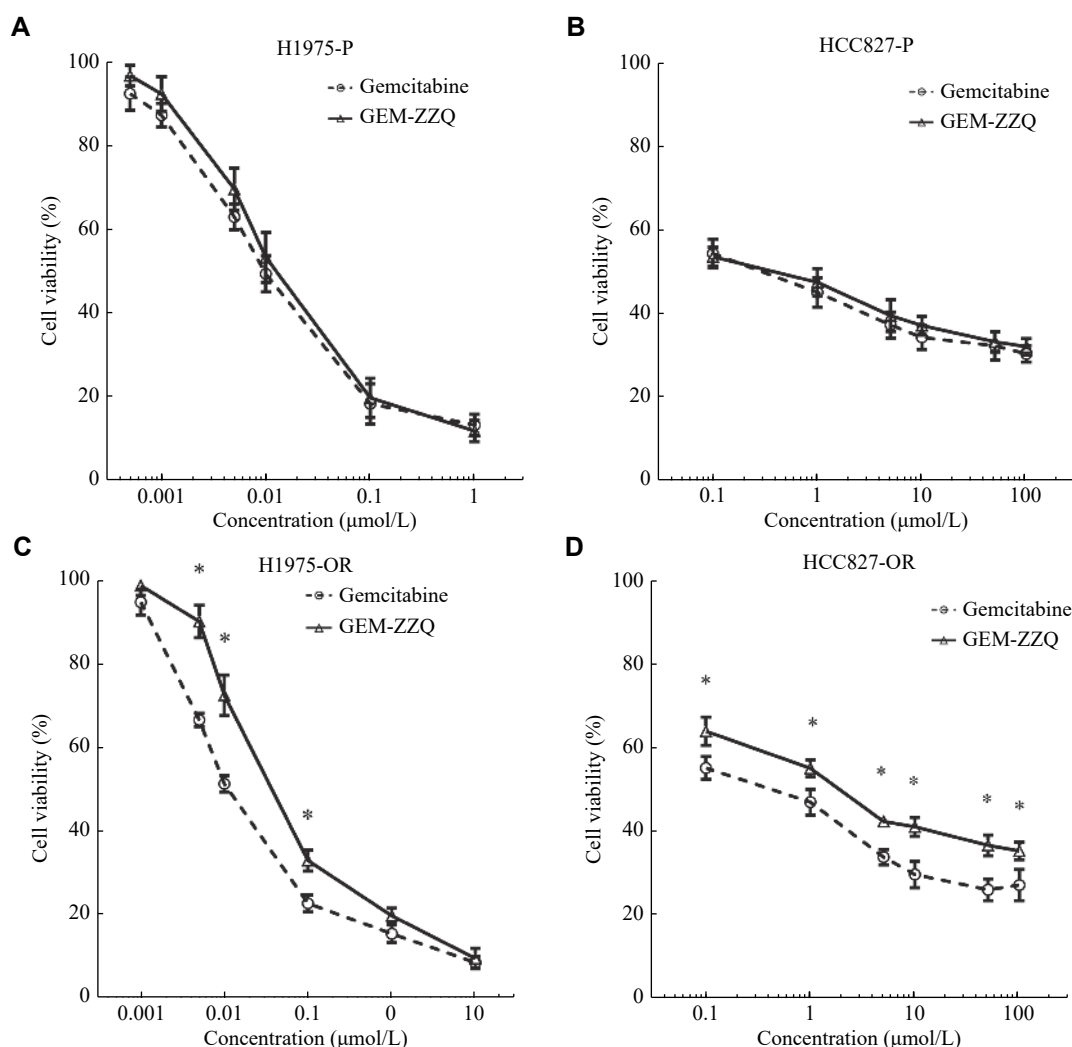 A
H1975-P
Gemcitabine
GEM-ZZQ
Cell viability (%)
100
80
60
40
20
0
0.001 0.01 0.1 1
Concentration (μmol/L)
B
HCC827-P
Gemcitabine
GEM-ZZQ
Cell viability (%)
100
80
60
40
20
0
0.1 1 10 100
Concentration (μmol/L)
C
H1975-OR
Gemcitabine
GEM-ZZQ
Cell viability (%)
100
80
60
40
20
0
* * *
0.001 0.01 0.1 0 10
Concentration (μmol/L)
D
HCC827-OR
Gemcitabine
GEM-ZZQ
Cell viability (%)
100
80
60
40
20
0
* * * * * *
0.1 1 10 100
Concentration (μmol/L)